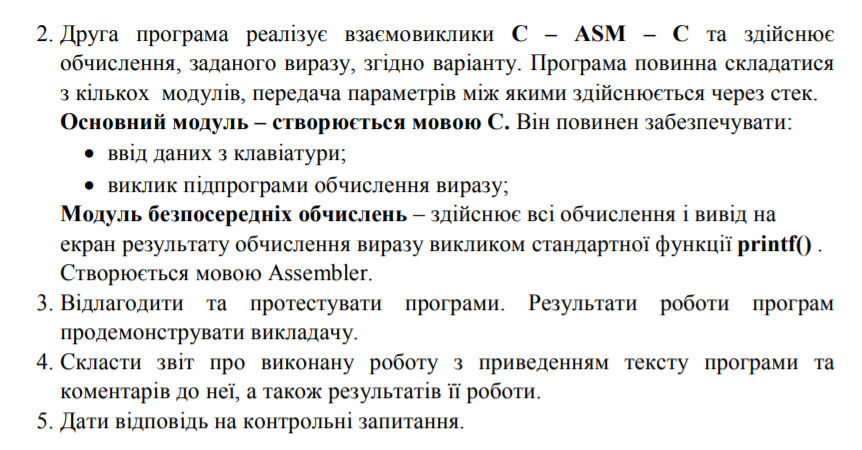 2. Друга програма реалізує взаємовиклики С – ASM – С та здійснює
обчислення, заданого виразу, згідно варіанту. Програма повинна складатися
з кількох модулів, передача параметрів між якими здійснюється через стек.
Основний модуль – створюється мовою С. Він повинен забезпечувати:
• ввід даних з клавіатури;
• виклик підпрограми обчислення виразу;
Модуль безпосередніх обчислень – здійснює всі обчислення і вивід на
екран результату обчислення виразу викликом стандартної функції printf() .
Створюється мовою Assembler.
3. Відлагодити та протестувати програми. Результати роботи програм
продемонструвати викладачу.
4. Скласти звіт про виконану роботу з приведенням тексту програми та
коментарів до неї, а також результатів її роботи.
5. Дати відповідь на контрольні запитання.